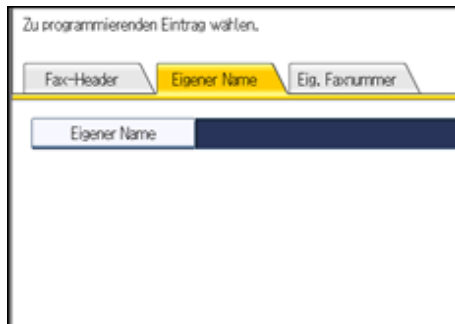 Zu programmierenden Eintrag wählen.
Fax-Header Eigener Name Eig. Faxnummer
Eigener Name